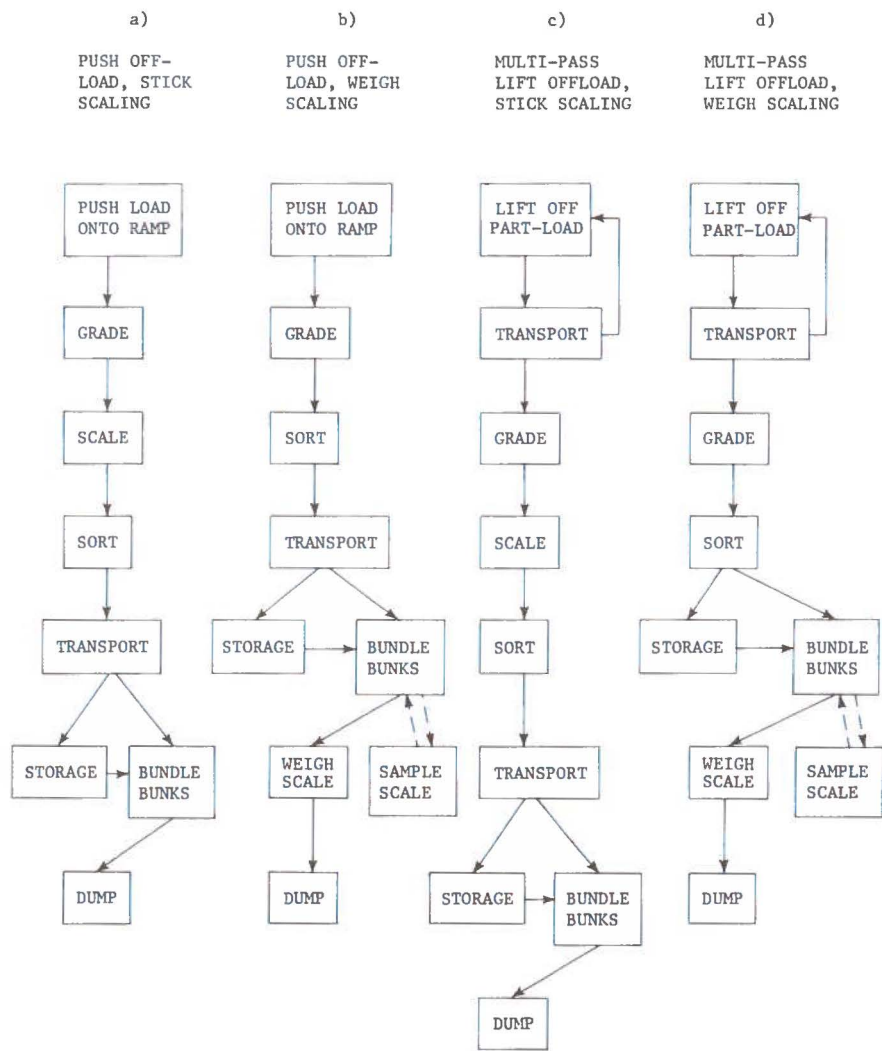 a)
PUSH OFF-
LOAD, STICK
SCALING
PUSH LOAD
ONTO RAMP
GRADE
SCALE
SORT
TRANSPORT
STORAGE
BUNDLE
BUNKS
DUMP
b)
PUSH OFF-
LOAD, WEIGH
SCALING
PUSH LOAD
ONTO RAMP
GRADE
SORT
TRANSPORT
STORAGE
BUNDLE
BUNKS
WEIGH
SCALE
SAMPLE
SCALE
DUMP
c)
MULTI-PASS
LIFT OFFLOAD,
STICK SCALING
LIFT OFF
PART-LOAD
TRANSPORT
GRADE
SCALE
SORT
TRANSPORT
STORAGE
BUNDLE
BUNKS
DUMP
d)
MULTI-PASS
LIFT OFFLOAD,
WEIGH SCALING
LIFT OFF
PART-LOAD
TRANSPORT
GRADE
SORT
STORAGE
BUNDLE
BUNKS
WEIGH
SCALE
SAMPLE
SCALE
DUMP